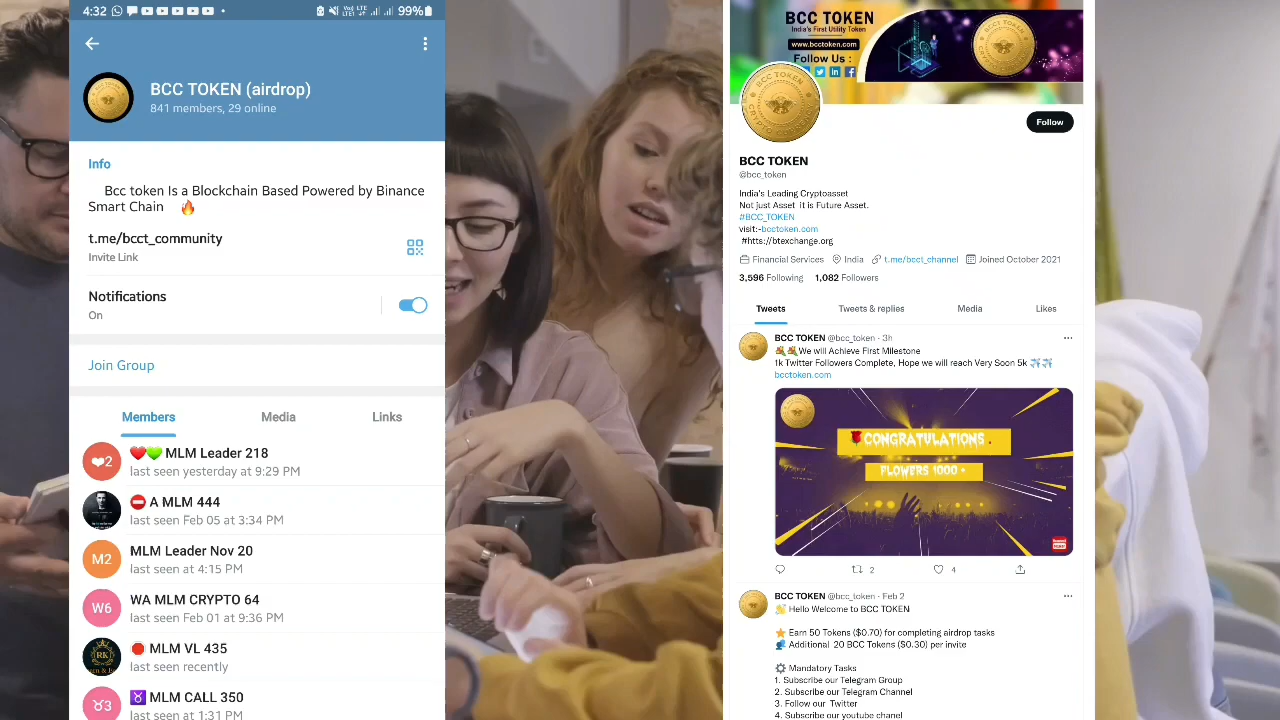 4:32
99%
BCC TOKEN (airdrop)
841 members, 29 online
Info
Bcc token Is a Blockchain Based Powered by Binance
Smart Chain 🔥
t.me/bcct_community
Invite Link
Notifications
On
Join Group
Members Media Links
❤2 ❤️💚 MLM Leader 218
last seen yesterday at 9:29 PM
⛔ A MLM 444
last seen Feb 05 at 3:34 PM
M2 MLM Leader Nov 20
last seen at 4:15 PM
W6 WA MLM CRYPTO 64
last seen Feb 01 at 9:36 PM
RK 🛑 MLM VL 435
last seen recently
♉3 ♉ MLM CALL 350
last seen at 1:31 PM
BCC TOKEN
India's First Utility Token
www.bcctoken.com
Follow Us :
BCCT TOKEN
BCC TOKEN
Follow
BCC TOKEN
@bcc_token
India's Leading Cryptoasset
Not just Asset it is Future Asset.
#BCC_TOKEN
visit:-bcctoken.com
#htts://btexchange.org
Financial Services India t.me/bcct_channel Joined October 2021
3,596 Following 1,082 Followers
Tweets Tweets & replies Media Likes
BCC TOKEN @bcc_token · 3h
We will Achieve First Milestone
1k Twitter Followers Complete, Hope we will reach Very Soon 5k ✈️✈️
bcctoken.com
🌹CONGRATULATIONS .
FLOWERS 1000 +
2 4
BCC TOKEN @bcc_token · Feb 2
👋 Hello Welcome to BCC TOKEN
⭐ Earn 50 Tokens ($0.70) for completing airdrop tasks
👥 Additional 20 BCC Tokens ($0.30) per invite
⚙️ Mandatory Tasks
1. Subscribe our Telegram Group
2. Subscribe our Telegram Channel
3. Follow our Twitter
4. Subscribe our youtube chanel